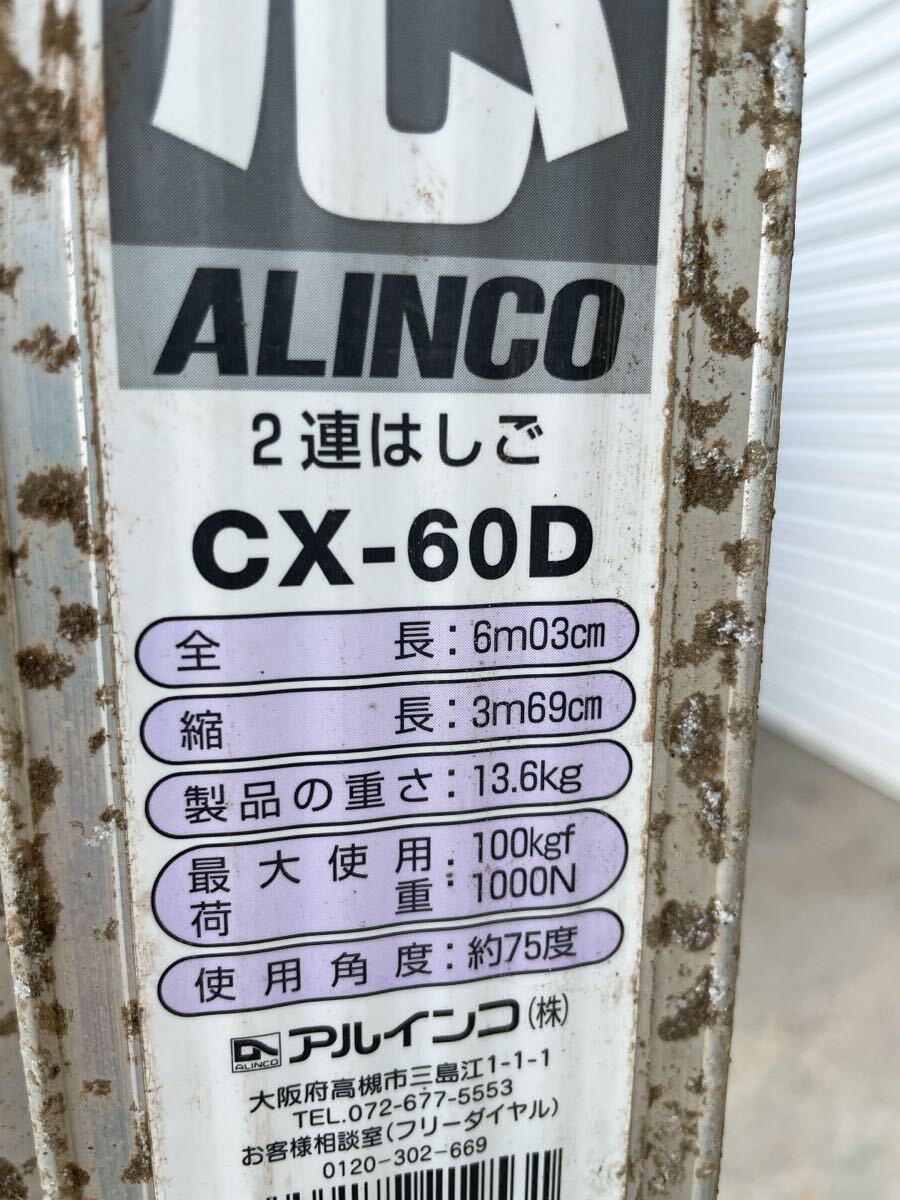 ALINCO
2連はしご
CX-60D
全長:6m03cm
縮長:3m69cm
製品の重さ:13.6kg
最大使用荷重:100kgf
1000N
使用角度:約75度
ALINCO アルインコ(株)
大阪府高槻市三島江1-1-1
TEL.072-677-5553
お客様相談室(フリーダイヤル)
0120-302-669